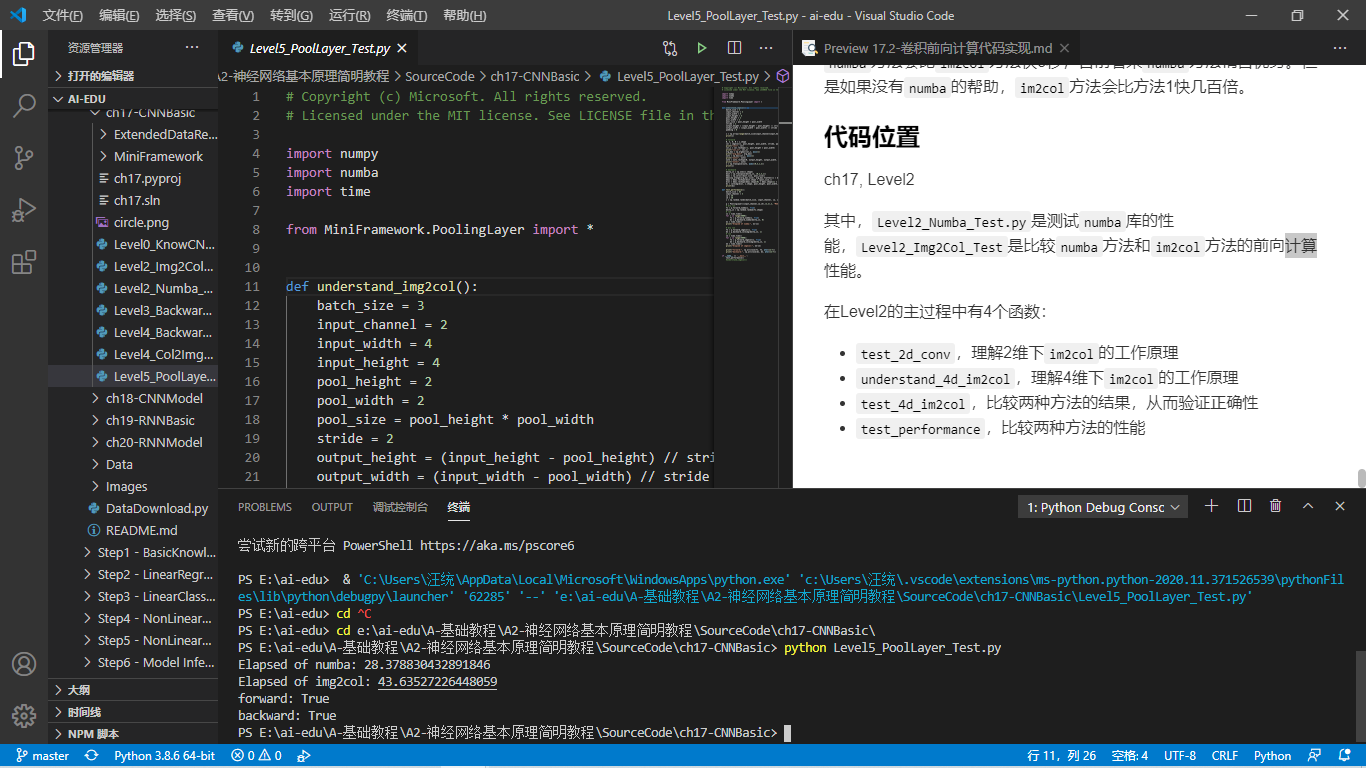 文件(F) 编辑(E) 选择(S) 查看(V) 转到(G) 运行(R) 终端(T) 帮助(H) Level5_PoolLayer_Test.py - ai-edu - Visual Studio Code
资源管理器 ···
打开的编辑器
AI-EDU
ch17-CNNBasic
ExtendedDataRe...
MiniFramework
ch17.pyproj
ch17.sln
circle.png
Level0_KnowCN...
Level2_Img2Col...
Level2_Numba_...
Level3_Backwar...
Level4_Backwar...
Level4_Col2Img...
Level5_PoolLaye...
ch18-CNNModel
ch19-RNNBasic
ch20-RNNModel
Data
Images
DataDownload.py
README.md
Step1 - BasicKnowl...
Step2 - LinearRegr...
Step3 - LinearClass...
Step4 - NonLinear...
Step5 - NonLinear...
Step6 - Model Infe...
大纲
时间线
NPM 脚本
Level5_PoolLayer_Test.py
A2-神经网络基本原理简明教程 > SourceCode > ch17-CNNBasic > Level5_PoolLayer_Test.py >
1 # Copyright (c) Microsoft. All rights reserved.
2 # Licensed under the MIT license. See LICENSE file in th
3
4 import numpy
5 import numba
6 import time
7
8 from MiniFramework.PoolingLayer import *
9
10
11 def understand_img2col():
12 batch_size = 3
13 input_channel = 2
14 input_width = 4
15 input_height = 4
16 pool_height = 2
17 pool_width = 2
18 pool_size = pool_height * pool_width
19 stride = 2
20 output_height = (input_height - pool_height) // stri
21 output_width = (input_width - pool_width) // stride
Preview 17.2-卷积前向计算代码实现.md
是如果没有numba的帮助，im2col方法会比方法1快几百倍。
代码位置
ch17, Level2
其中，Level2_Numba_Test.py是测试numba库的性
能，Level2_Img2Col_Test是比较numba方法和im2col方法的前向计算
性能。
在Level2的主过程中有4个函数：
• test_2d_conv，理解2维下im2col的工作原理
• understand_4d_im2col，理解4维下im2col的工作原理
• test_4d_im2col，比较两种方法的结果，从而验证正确性
• test_performance，比较两种方法的性能
PROBLEMS OUTPUT 调试控制台 终端 1: Python Debug Consc
尝试新的跨平台 PowerShell https://aka.ms/pscore6
PS E:\ai-edu> & 'C:\Users\汪统\AppData\Local\Microsoft\WindowsApps\python.exe' 'c:\Users\汪统\.vscode\extensions\ms-python.python-2020.11.371526539\pythonFil
es\lib\python\debugpy\launcher' '62285' '--' 'e:\ai-edu\A-基础教程\A2-神经网络基本原理简明教程\SourceCode\ch17-CNNBasic\Level5_PoolLayer_Test.py'
PS E:\ai-edu> cd ^C
PS E:\ai-edu> cd e:\ai-edu\A-基础教程\A2-神经网络基本原理简明教程\SourceCode\ch17-CNNBasic\
PS E:\ai-edu\A-基础教程\A2-神经网络基本原理简明教程\SourceCode\ch17-CNNBasic> python Level5_PoolLayer_Test.py
Elapsed of numba: 28.378830432891846
Elapsed of img2col: 43.63527226448059
forward: True
backward: True
PS E:\ai-edu\A-基础教程\A2-神经网络基本原理简明教程\SourceCode\ch17-CNNBasic>
master Python 3.8.6 64-bit 0 0 行 11，列 26 空格: 4 UTF-8 CRLF Python